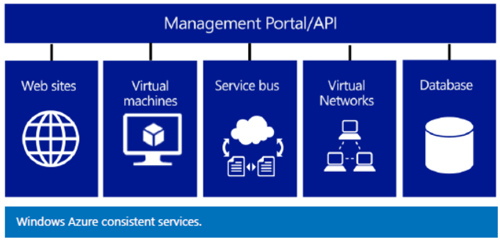 Management Portal/API
Web sites
Virtual
machines
Service bus
Virtual
Networks
Database
Windows Azure consistent services.